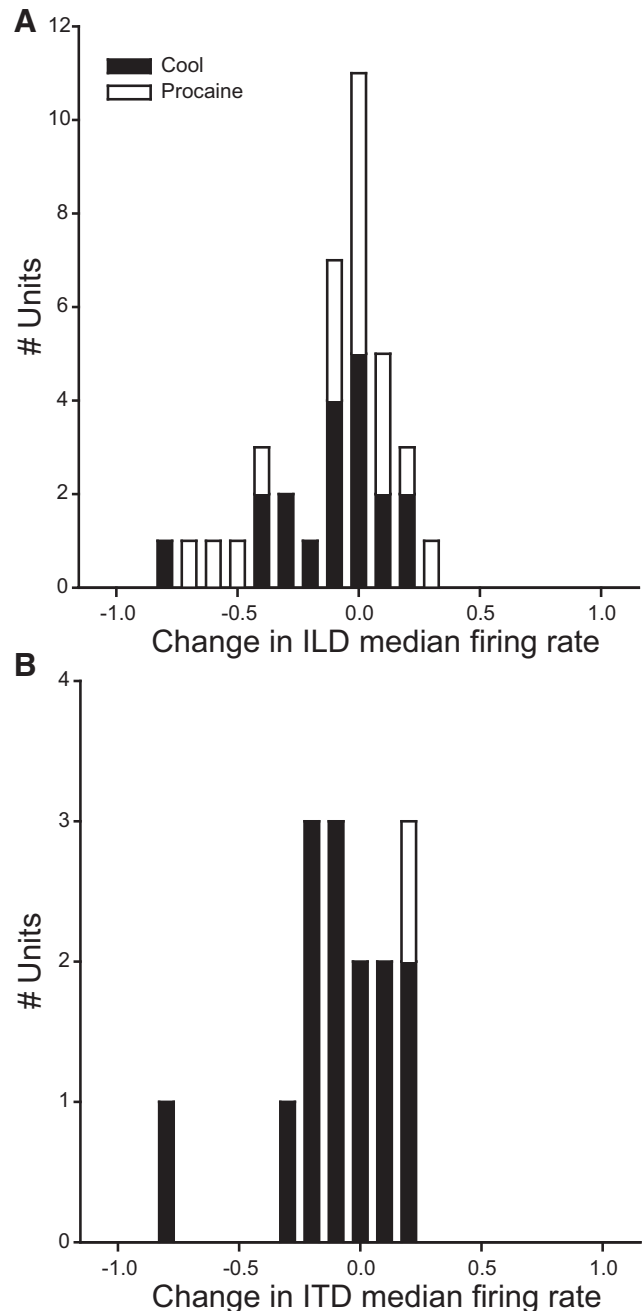 A
12
10
8
6
4
2
0
# Units
Cool
Procaine
-1.0 -0.5 0.0 0.5 1.0
Change in ILD median firing rate
B
4
3
2
1
0
# Units
-1.0 -0.5 0.0 0.5 1.0
Change in ITD median firing rate